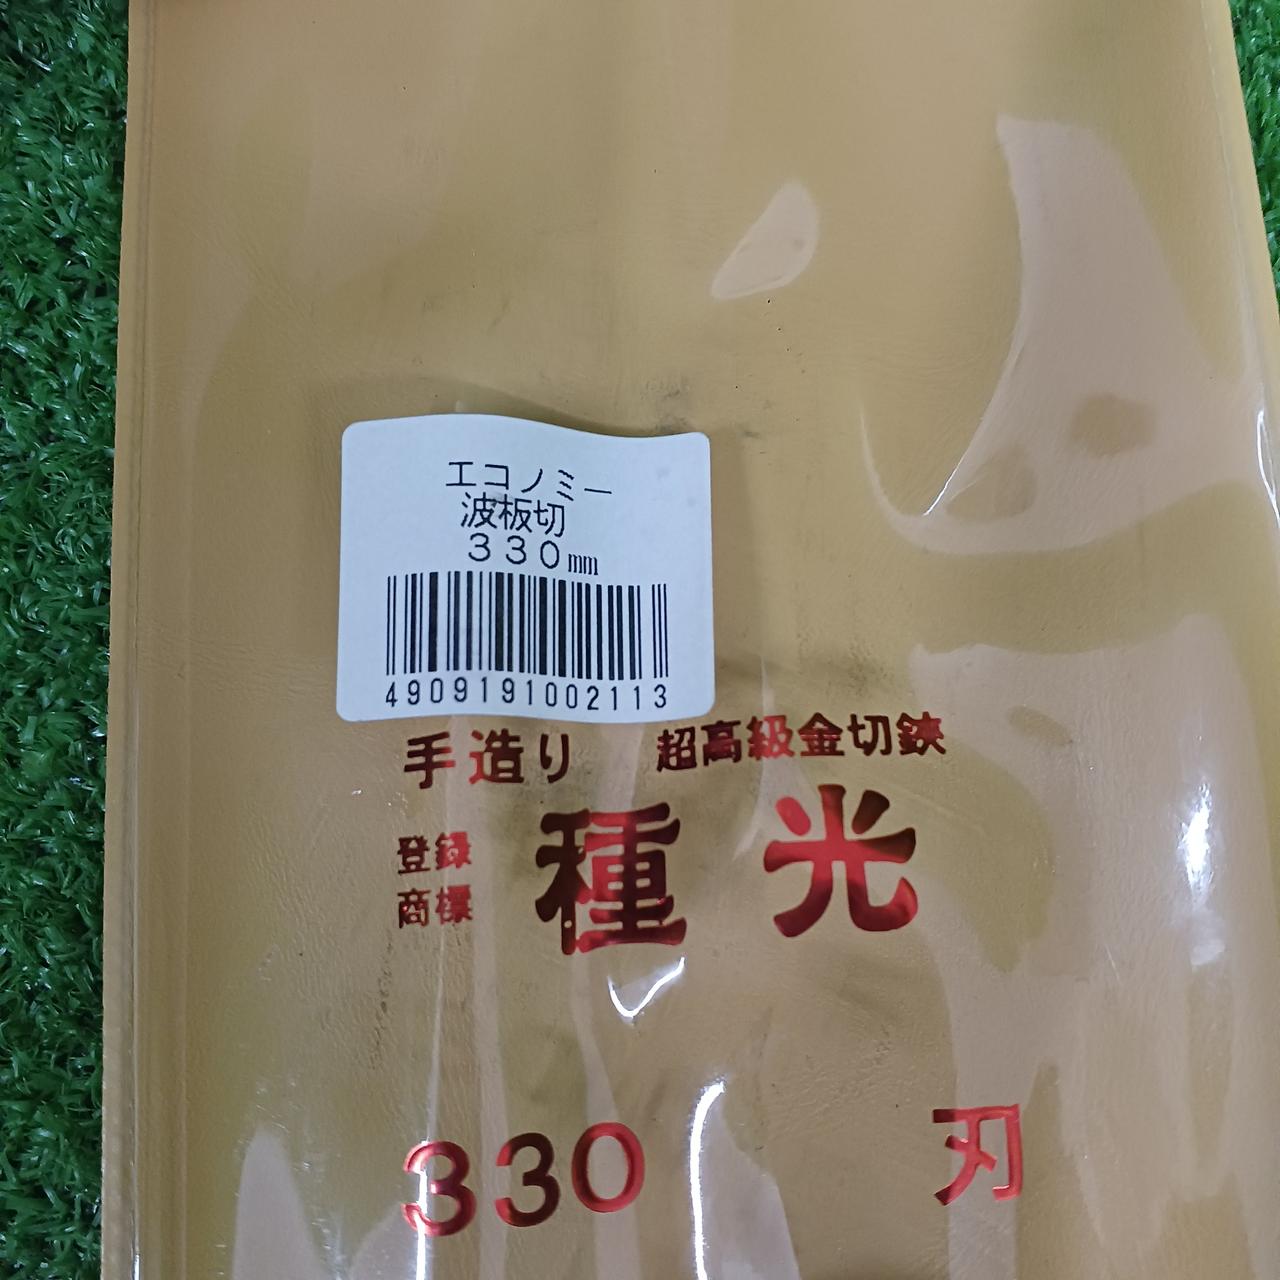 エコノミー
波板切
３３０mm
4909191002113
手造り 超高級金切鋏
登録
商標
種光
330 刃